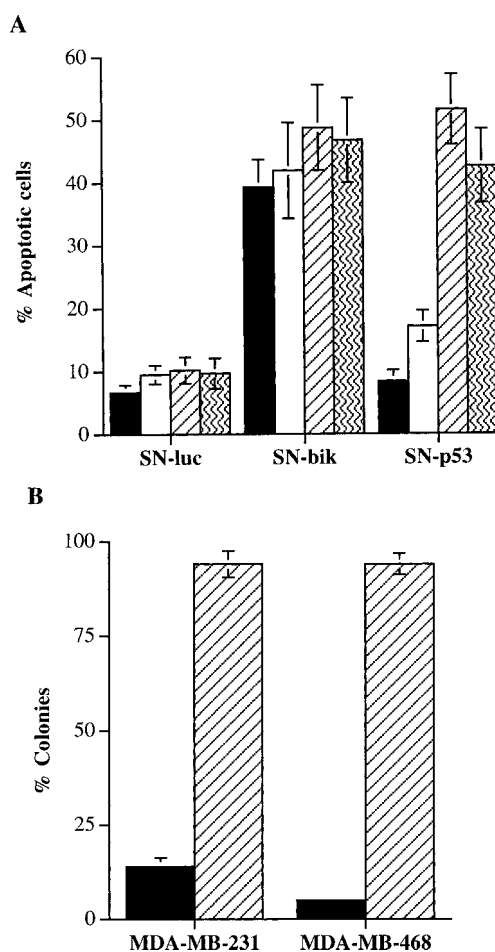 A
60
50
40
30
20
10
0
% Apoptotic cells
SN-luc SN-bik SN-p53
B
100
75
50
25
0
% Colonies
MDA-MB-231 MDA-MB-468